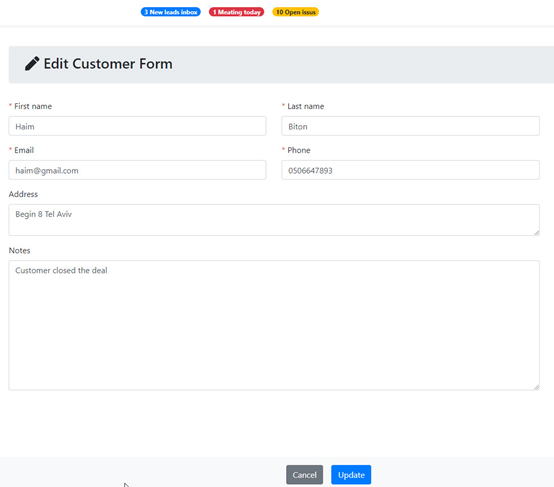 3 New leads inbox 1 Meating today 10 Open issus
Edit Customer Form
* First name * Last name
Haim Biton
* Email * Phone
haim@gmail.com 0506647893
Address
Begin 8 Tel Aviv
Notes
Customer closed the deal
Cancel Update